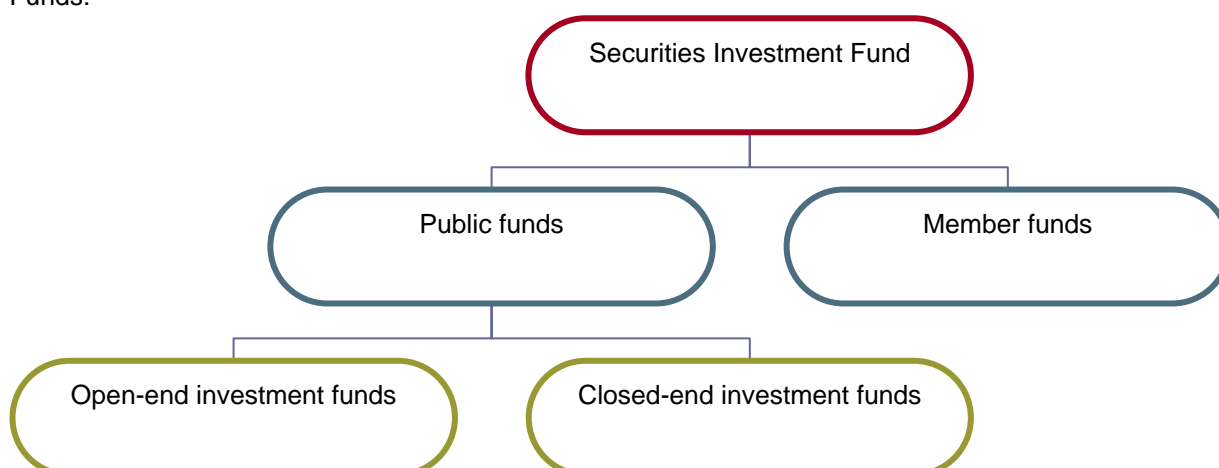 Funds.
Securities Investment Fund
Public funds
Member funds
Open-end investment funds
Closed-end investment funds